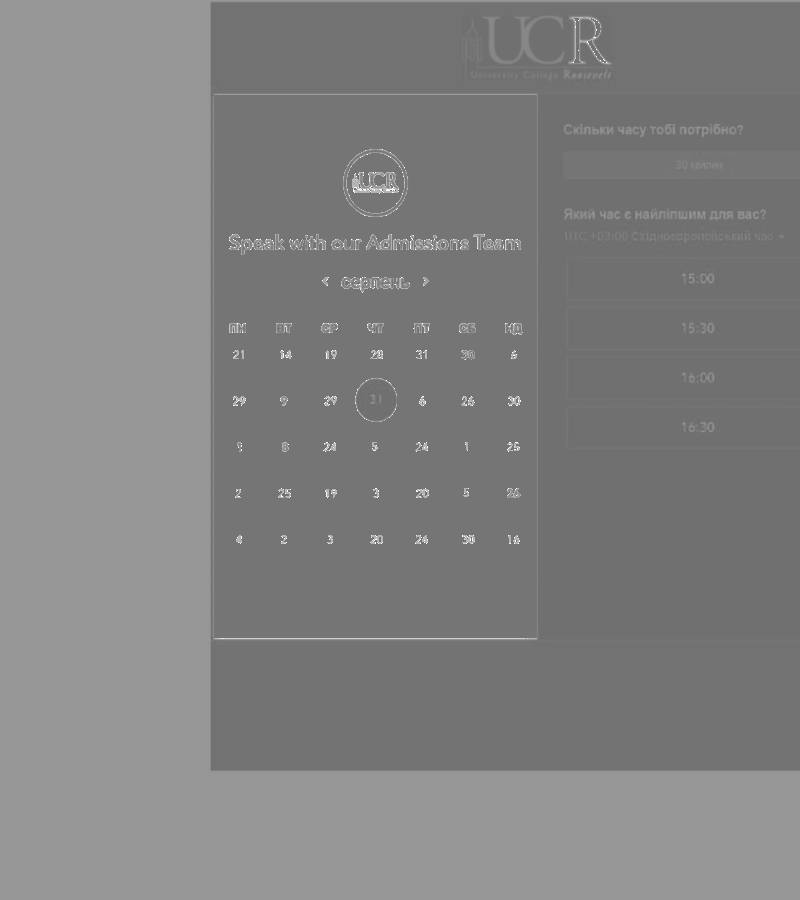 UCR
University College Roosevelt
UCR
Speak with our Admissions Team
< серпень >
ПН ВТ СР ЧТ ПТ СБ НД
21 14 19 28 31 30 6
29 9 29 31 6 26 30
8 24 5 24 1 25
2 25 19 3 20 5 26
4 2 3 20 24 30 16
Скільки часу тобі потрібно?
30 хвилин
Який час є найліпшим для вас?
UTC +03:00 Східноєвропейський час
15:00
15:30
16:00
16:30